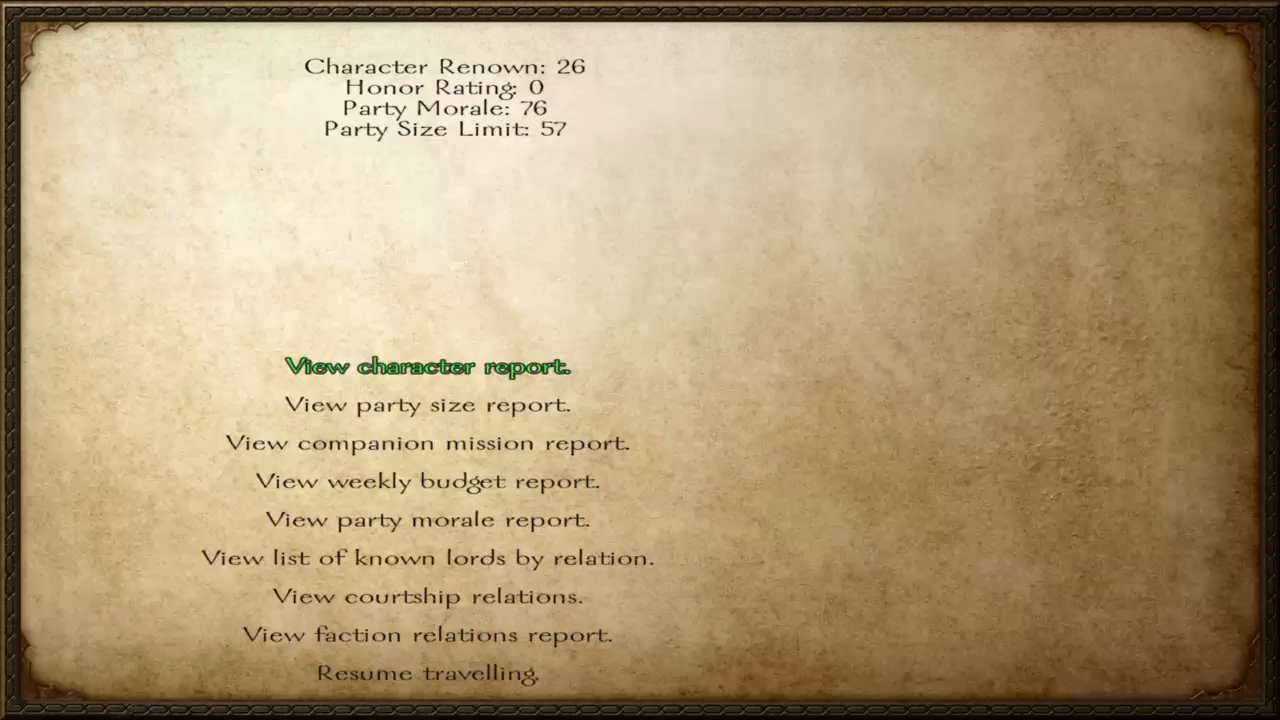 Character Renown: 26
Honor Rating: 0
Party Morale: 76
Party Size Limit: 57
View character report.
View party size report.
View companion mission report.
View weekly budget report.
View party morale report.
View list of known lords by relation.
View courtship relations.
View faction relations report.
Resume travelling.